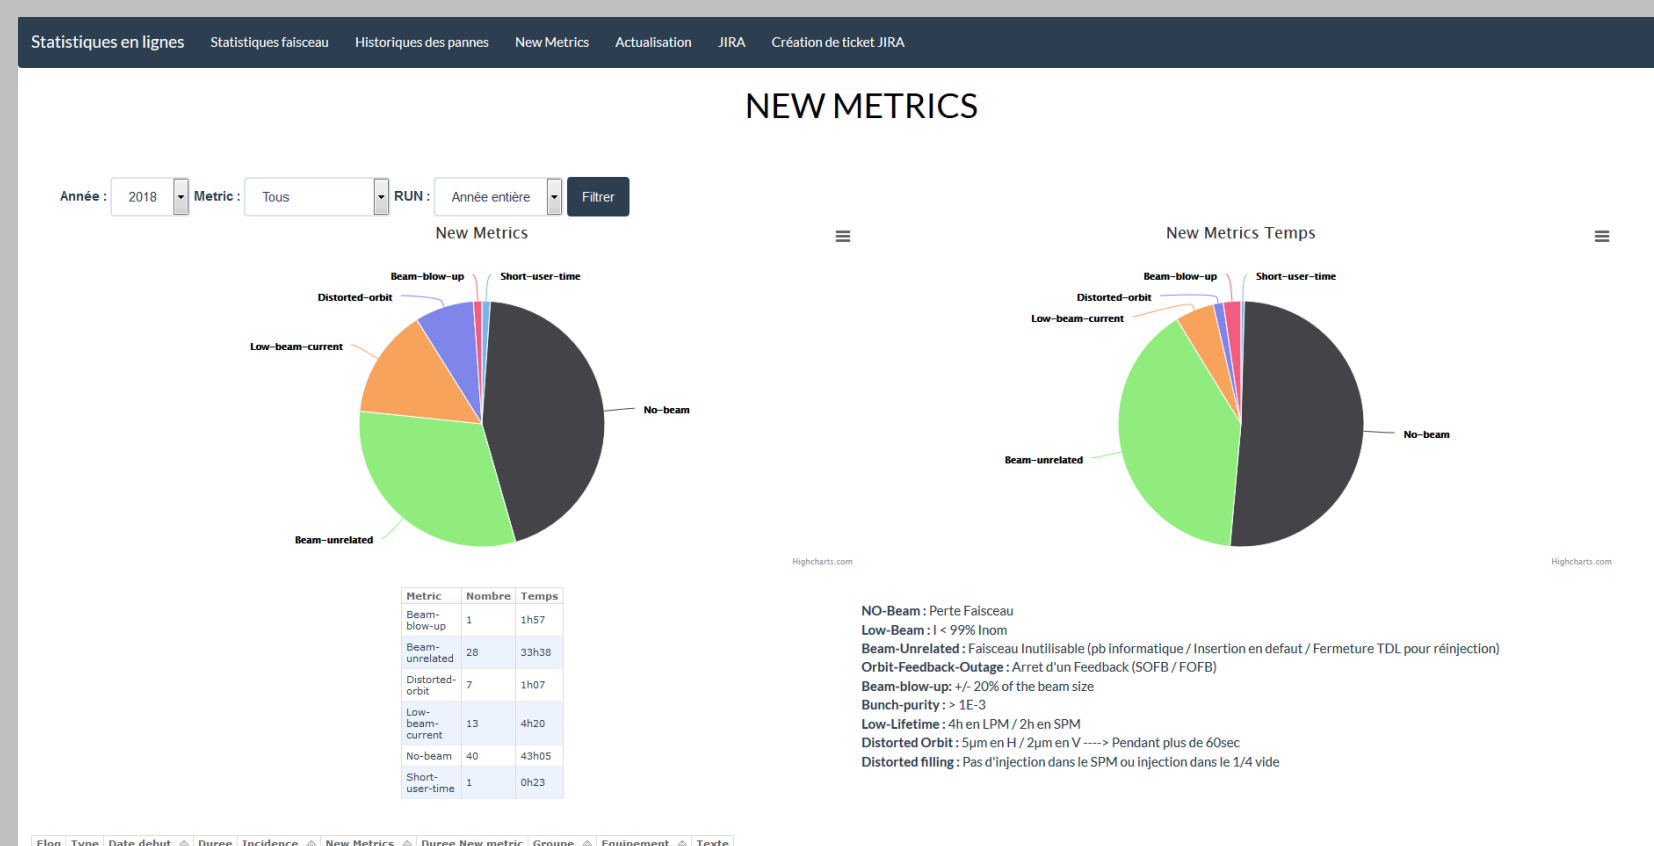 Statistiques en lignes Statistiques faisceau Historiques des pannes New Metrics Actualisation JIRA Création de ticket JIRA
NEW METRICS
Année : 2018 Metric : Tous RUN : Année entière Filtrer
New Metrics
Beam-blow-up Short-user-time
Distorted-orbit
Low-beam-current
No-beam
Beam-unrelated
Highcharts.com
New Metrics Temps
Beam-blow-up Short-user-time
Distorted-orbit
Low-beam-current
No-beam
Beam-unrelated
Highcharts.com
Metric Nombre Temps
Beam-
blow-up 1 1h57
Beam-
unrelated 28 33h38
Distorted-
orbit 7 1h07
Low-
beam-
current 13 4h20
No-beam 40 43h05
Short-
user-time 1 0h23
NO-Beam : Perte Faisceau
Low-Beam : I < 99% Inom
Beam-Unrelated : Faisceau Inutilisable (pb informatique / Insertion en defaut / Fermeture TDL pour réinjection)
Orbit-Feedback-Outage : Arret d'un Feedback (SOFB / FOFB)
Beam-blow-up: +/- 20% of the beam size
Bunch-purity : > 1E-3
Low-Lifetime : 4h en LPM / 2h en SPM
Distorted Orbit : 5µm en H / 2µm en V ----> Pendant plus de 60sec
Distorted filling : Pas d'injection dans le SPM ou injection dans le 1/4 vide
Elog Type Date debut Duree Incidence New Metrics Duree New metric Groupe Equipement Texte